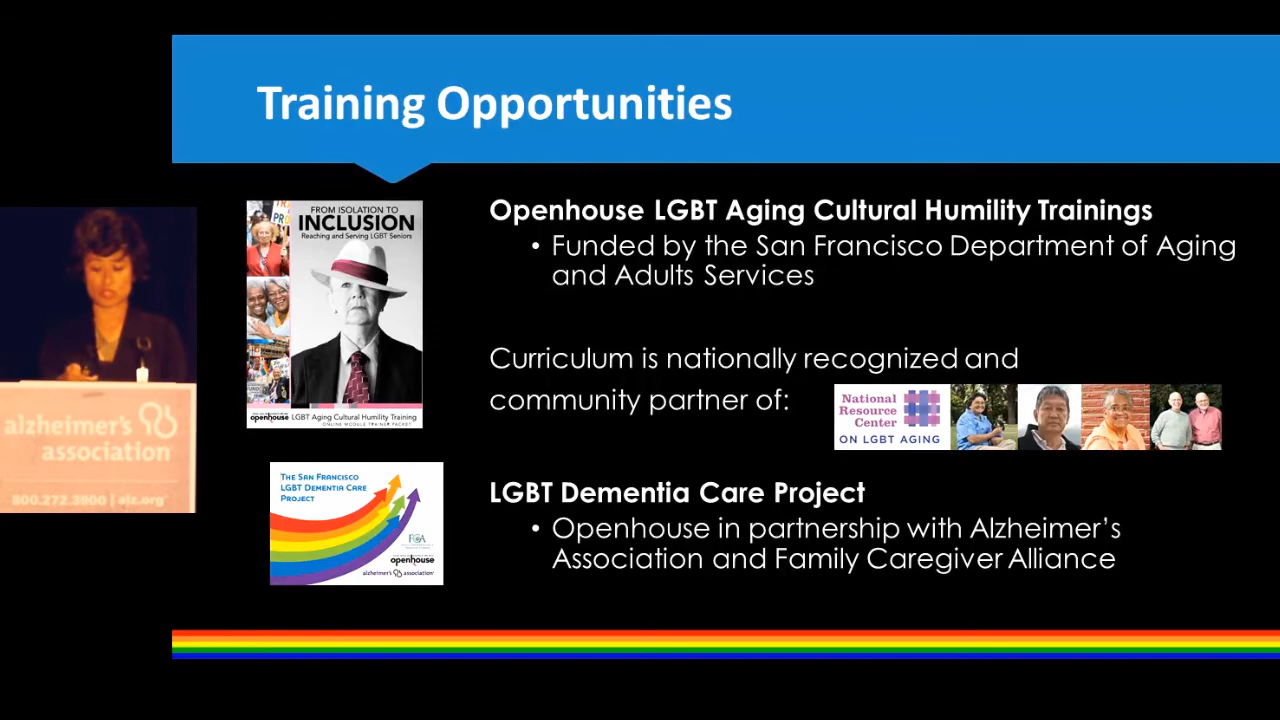 Training Opportunities
FROM ISOLATION TO
INCLUSION
Reaching and Serving LGBT Seniors
openhouse LGBT Aging Cultural Humility Training
ONLINE MODULE TRAINER PACKET
Openhouse LGBT Aging Cultural Humility Trainings
• Funded by the San Francisco Department of Aging
and Adults Services
Curriculum is nationally recognized and
community partner of:
National
Resource
Center
ON LGBT AGING
alzheimer's
association
800.272.3900 | alz.org
The San Francisco
LGBT Dementia Care
Project
FCA
openhouse
alzheimer's association
LGBT Dementia Care Project
• Openhouse in partnership with Alzheimer’s
Association and Family Caregiver Alliance